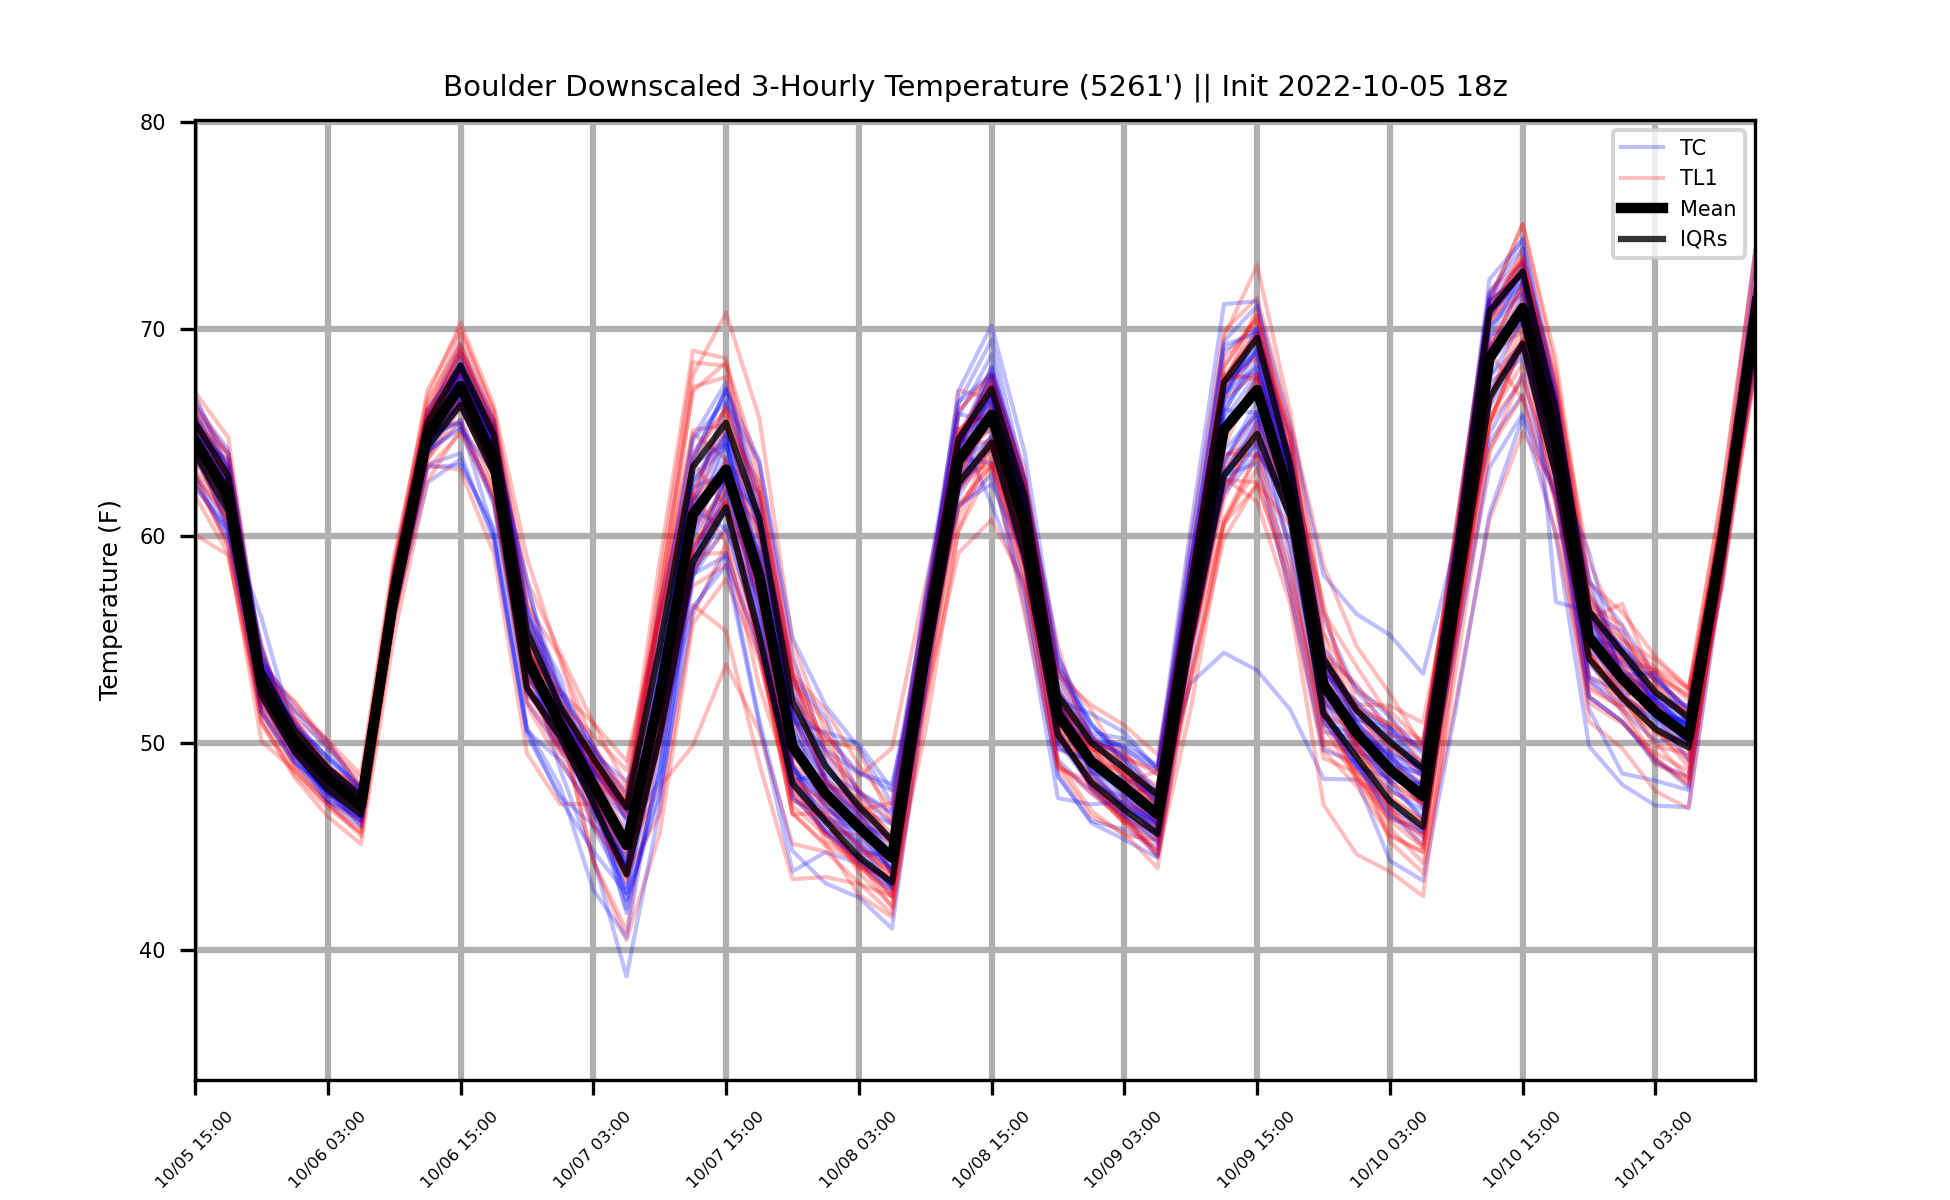 Boulder Downscaled 3-Hourly Temperature (5261') || Init 2022-10-05 18z
TC
TL1
Mean
IQRs
Temperature (F)
80
70
60
50
40
10/05 15:00
10/06 03:00
10/06 15:00
10/07 03:00
10/07 15:00
10/08 03:00
10/08 15:00
10/09 03:00
10/09 15:00
10/10 03:00
10/10 15:00
10/11 03:00